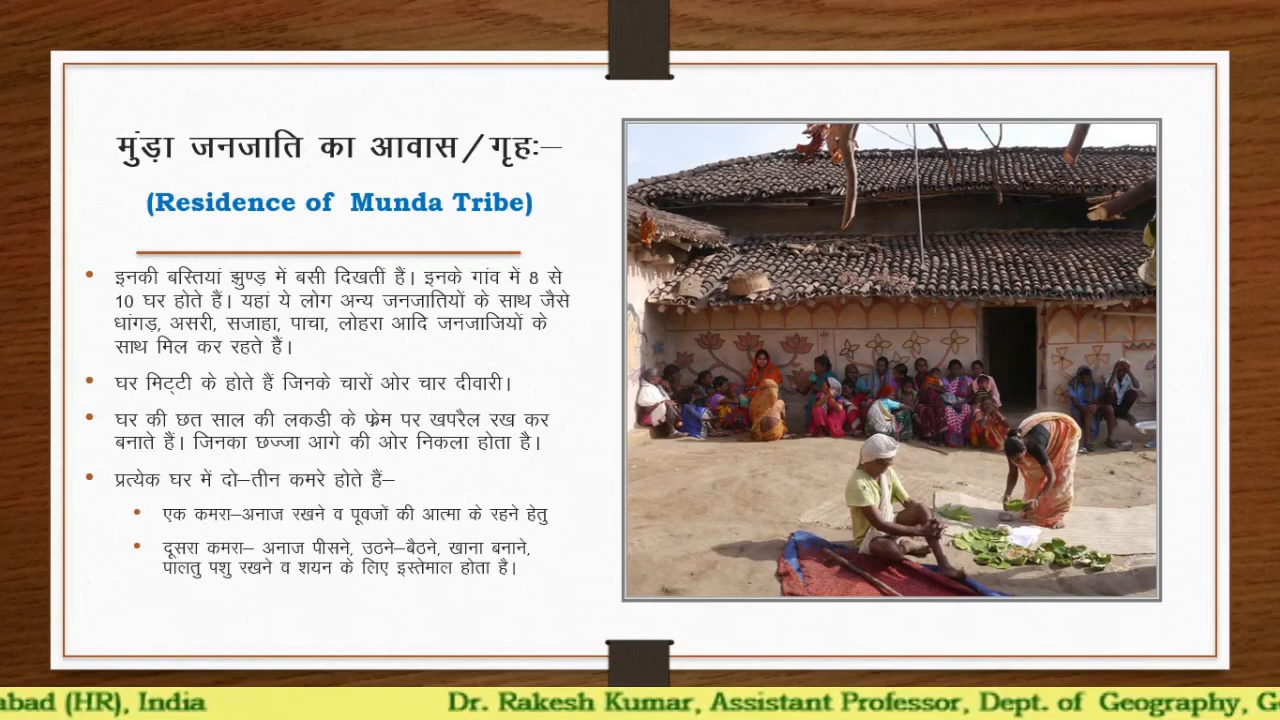 मुंड़ा जनजाति का आवास/गृहः–
(Residence of Munda Tribe)
• इनकी बस्तियां झुण्ड़ में बसी दिखतीं हैं। इनके गांव में 8 से
10 घर होते हैं। यहां ये लोग अन्य जनजातियों के साथ जैसे
धांगड़, असरी, सजाहा, पाचा, लोहरा आदि जनजाजियों के
साथ मिल कर रहते हैं।
• घर मिट्टी के होते हैं जिनके चारों ओर चार दीवारी।
• घर की छत साल की लकडी के फ्रेम पर खपरैल रख कर
बनाते हैं। जिनका छज्जा आगे की ओर निकला होता है।
• प्रत्येक घर में दो–तीन कमरे होते हैं–
• एक कमरा–अनाज रखने व पूवजों की आत्मा के रहने हेतु
• दूसरा कमरा– अनाज पीसने, उठने–बैठने, खाना बनाने,
पालतु पशु रखने व शयन के लिए इस्तेमाल होता है।
abad (HR), India Dr. Rakesh Kumar, Assistant Professor, Dept. of Geography, G